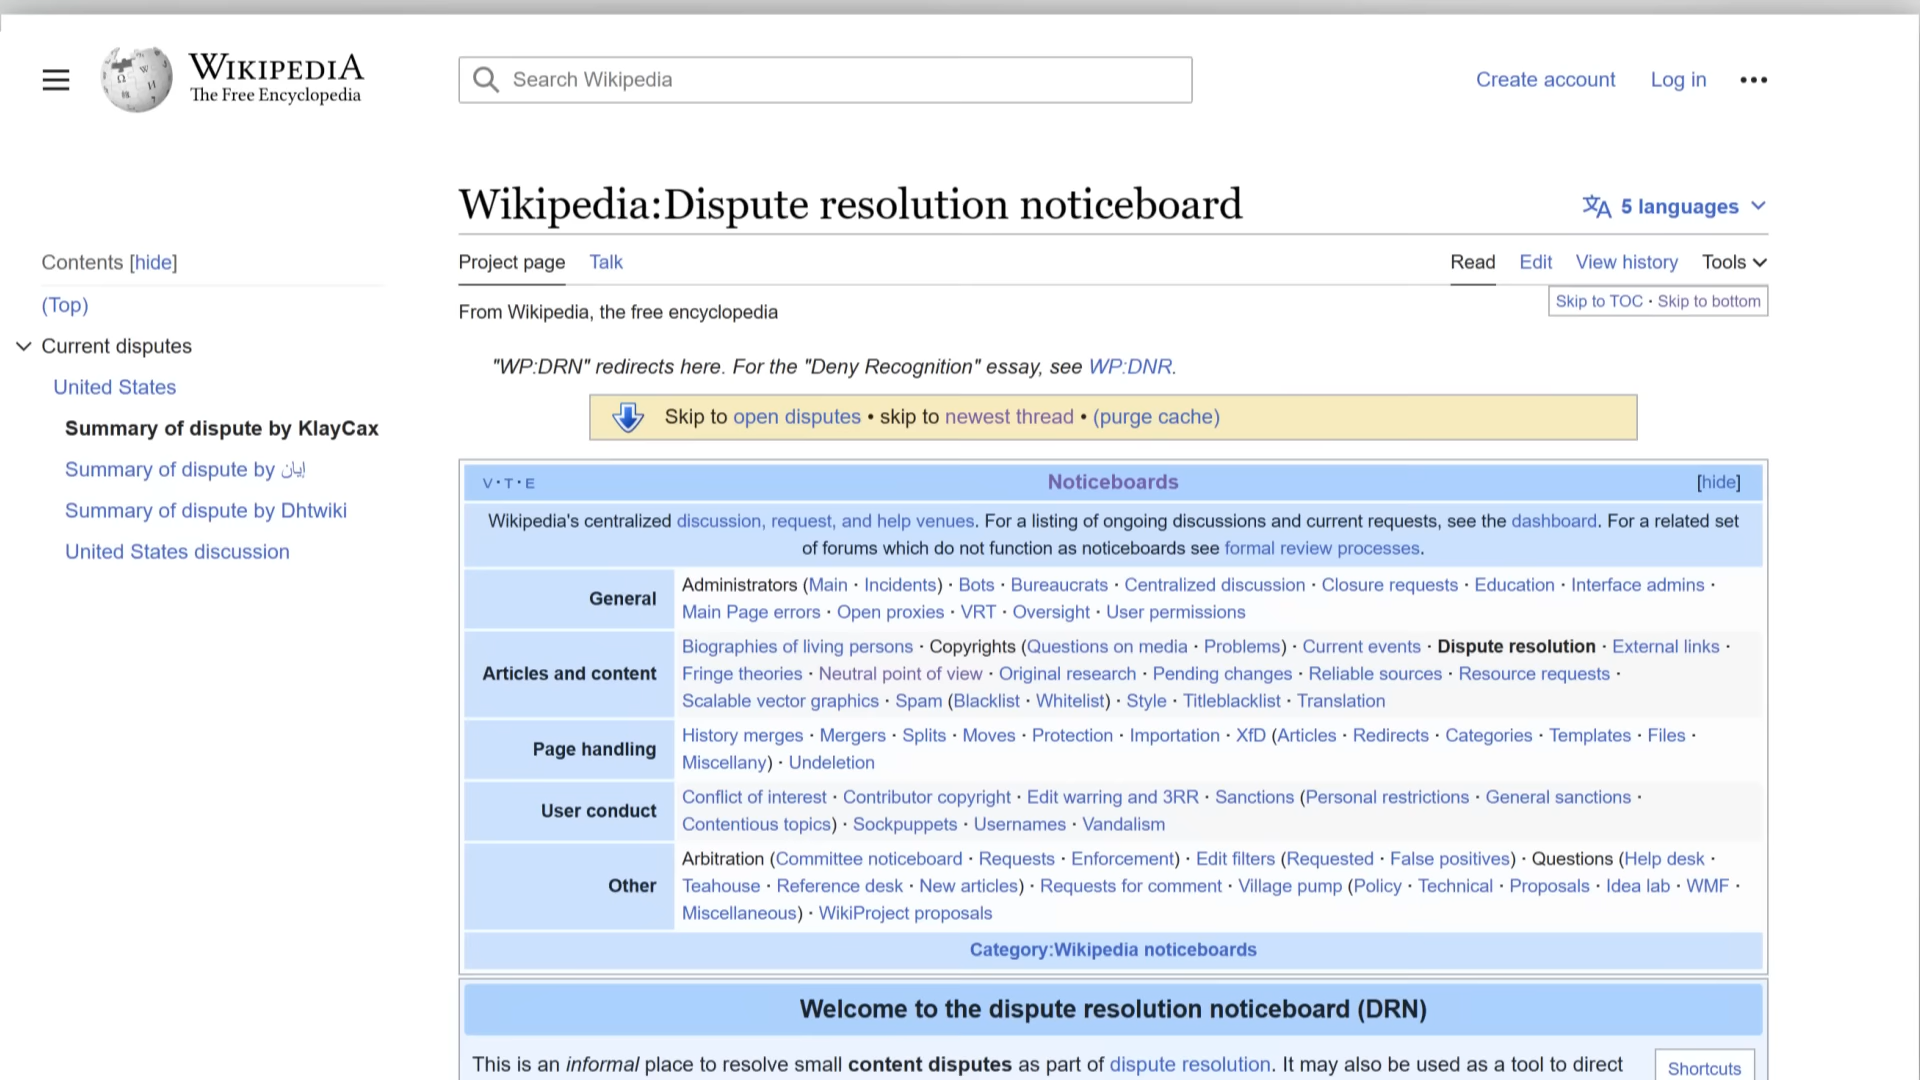 WIKIPEDIA
The Free Encyclopedia
Search Wikipedia
Create account
Log in
Wikipedia:Dispute resolution noticeboard
5 languages
Contents [hide]
(Top)
Current disputes
United States
Summary of dispute by KlayCax
Summary of dispute by إيان
Summary of dispute by Dhtwiki
United States discussion
Project page
Talk
Read
Edit
View history
Tools
Skip to TOC · Skip to bottom
From Wikipedia, the free encyclopedia
"WP:DRN" redirects here. For the "Deny Recognition" essay, see WP:DNR.
Skip to open disputes • skip to newest thread • (purge cache)
V·T·E
Noticeboards
[hide]
Wikipedia's centralized discussion, request, and help venues. For a listing of ongoing discussions and current requests, see the dashboard. For a related set
of forums which do not function as noticeboards see formal review processes.
General
Administrators (Main · Incidents) · Bots · Bureaucrats · Centralized discussion · Closure requests · Education · Interface admins ·
Main Page errors · Open proxies · VRT · Oversight · User permissions
Articles and content
Biographies of living persons · Copyrights (Questions on media · Problems) · Current events · Dispute resolution · External links ·
Fringe theories · Neutral point of view · Original research · Pending changes · Reliable sources · Resource requests ·
Scalable vector graphics · Spam (Blacklist · Whitelist) · Style · Titleblacklist · Translation
Page handling
History merges · Mergers · Splits · Moves · Protection · Importation · XfD (Articles · Redirects · Categories · Templates · Files ·
Miscellany) · Undeletion
User conduct
Conflict of interest · Contributor copyright · Edit warring and 3RR · Sanctions (Personal restrictions · General sanctions ·
Contentious topics) · Sockpuppets · Usernames · Vandalism
Other
Arbitration (Committee noticeboard · Requests · Enforcement) · Edit filters (Requested · False positives) · Questions (Help desk ·
Teahouse · Reference desk · New articles) · Requests for comment · Village pump (Policy · Technical · Proposals · Idea lab · WMF ·
Miscellaneous) · WikiProject proposals
Category:Wikipedia noticeboards
Welcome to the dispute resolution noticeboard (DRN)
This is an informal place to resolve small content disputes as part of dispute resolution. It may also be used as a tool to direct
Shortcuts